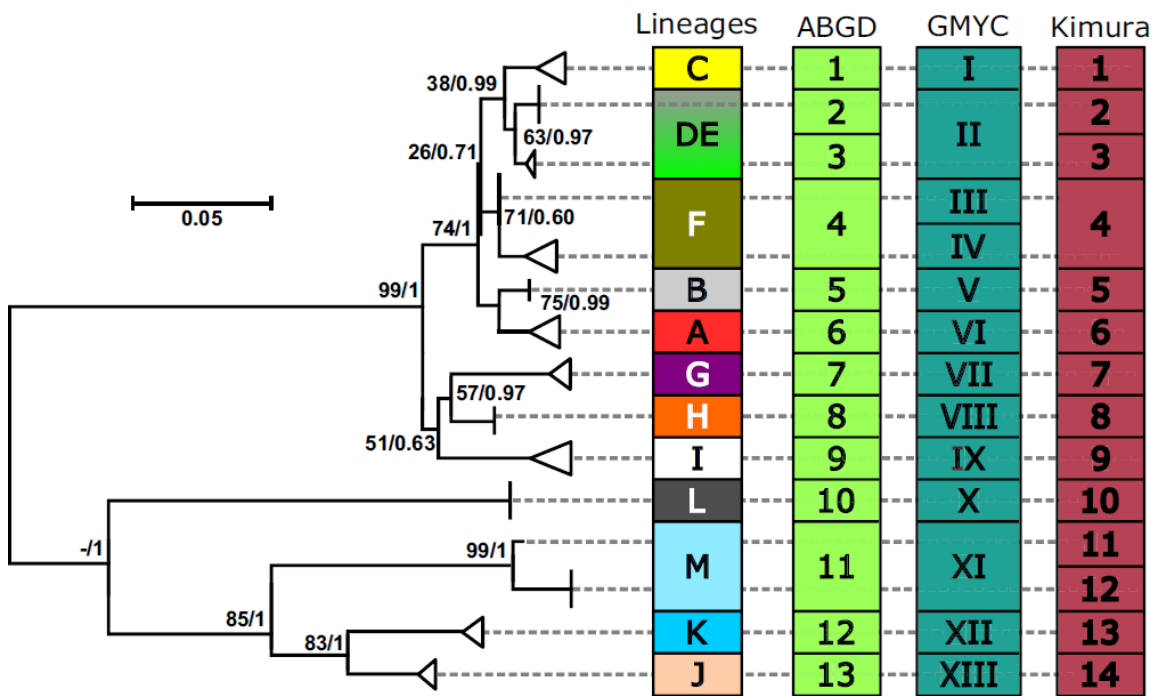 Lineages ABGD GMYC Kimura
C 1 I 1
38/0.99
DE 2 II 2
63/0.97
3 3
26/0.71
0.05
F 4 III 4
71/0.60
IV
74/1
B 5 V 5
99/1
75/0.99
A 6 VI 6
G 7 VII 7
57/0.97
H 8 VIII 8
51/0.63
I 9 IX 9
L 10 X 10
-/1
99/1
M 11 XI 11
12
85/1
K 12 XII 13
83/1
J 13 XIII 14